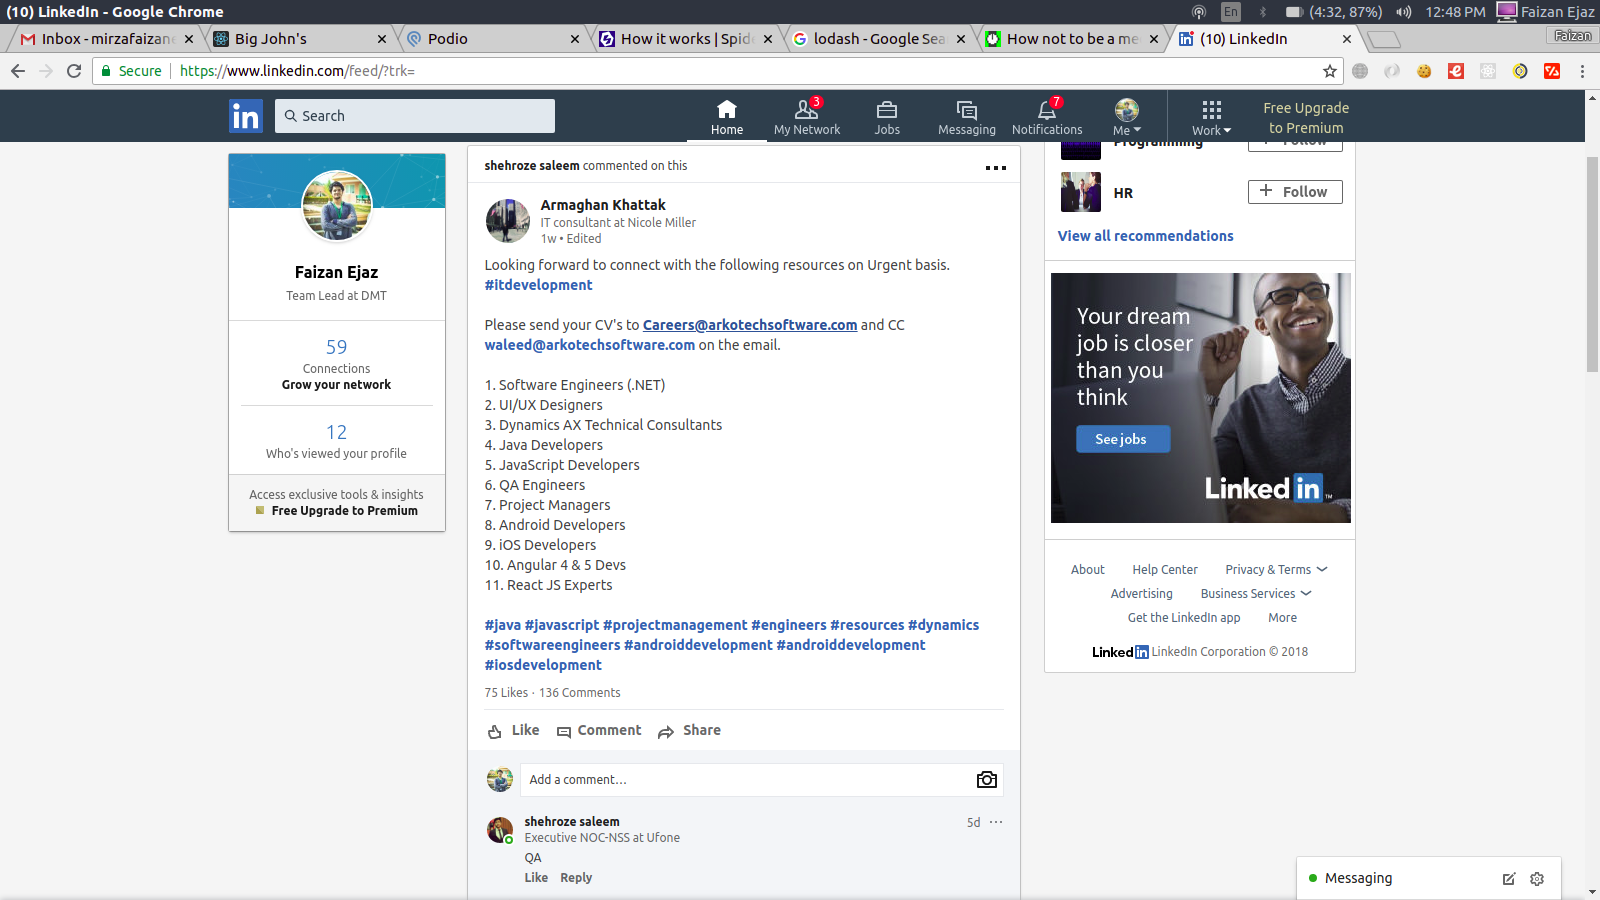 (10) LinkedIn - Google Chrome
En
(4:32, 87%)
12:48 PM
Faizan Ejaz
Inbox - mirzafaizan
Big John's
Podio
How it works | Spid
lodash - Google Sea
How not to be a me
(10) LinkedIn
Faizan
Secure
https://www.linkedin.com/feed/?trk=
in
Search
Home
3
My Network
Jobs
Messaging
7
Notifications
Me
Work
Free Upgrade
to Premium
Faizan Ejaz
Team Lead at DMT
59
Connections
Grow your network
12
Who's viewed your profile
Access exclusive tools & insights
Free Upgrade to Premium
shehroze saleem commented on this
Armaghan Khattak
IT consultant at Nicole Miller
1w • Edited
Looking forward to connect with the following resources on Urgent basis.
#itdevelopment
Please send your CV's to Careers@arkotechsoftware.com and CC
waleed@arkotechsoftware.com on the email.
1. Software Engineers (.NET)
2. UI/UX Designers
3. Dynamics AX Technical Consultants
4. Java Developers
5. JavaScript Developers
6. QA Engineers
7. Project Managers
8. Android Developers
9. iOS Developers
10. Angular 4 & 5 Devs
11. React JS Experts
#java #javascript #projectmanagement #engineers #resources #dynamics
#softwareengineers #androiddevelopment #androiddevelopment
#iosdevelopment
75 Likes · 136 Comments
Like
Comment
Share
Add a comment…
shehroze saleem
5d
Executive NOC-NSS at Ufone
QA
Like Reply
Programming
Follow
HR
Follow
View all recommendations
Your dream
job is closer
than you
think
See jobs
Linked in ™
About
Help Center
Privacy & Terms
Advertising
Business Services
Get the LinkedIn app
More
Linked in LinkedIn Corporation © 2018
Messaging